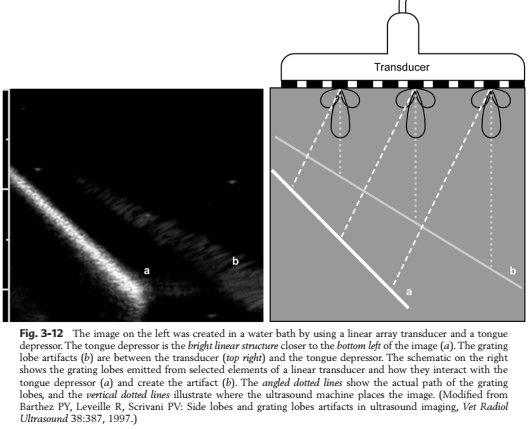 Transducer
a
b
a
b
Fig. 3-12 The image on the left was created in a water bath by using a linear array transducer and a tongue
depressor. The tongue depressor is the bright linear structure closer to the bottom left of the image (a). The grating
lobe artifacts (b) are between the transducer (top right) and the tongue depressor. The schematic on the right
shows the grating lobes emitted from selected elements of a linear transducer and how they interact with the
tongue depressor (a) and create the artifact (b). The angled dotted lines show the actual path of the grating
lobes, and the vertical dotted lines illustrate where the ultrasound machine places the image. (Modified from
Barthez PY, Leveille R, Scrivani PV: Side lobes and grating lobes artifacts in ultrasound imaging, Vet Radiol
Ultrasound 38:387, 1997.)